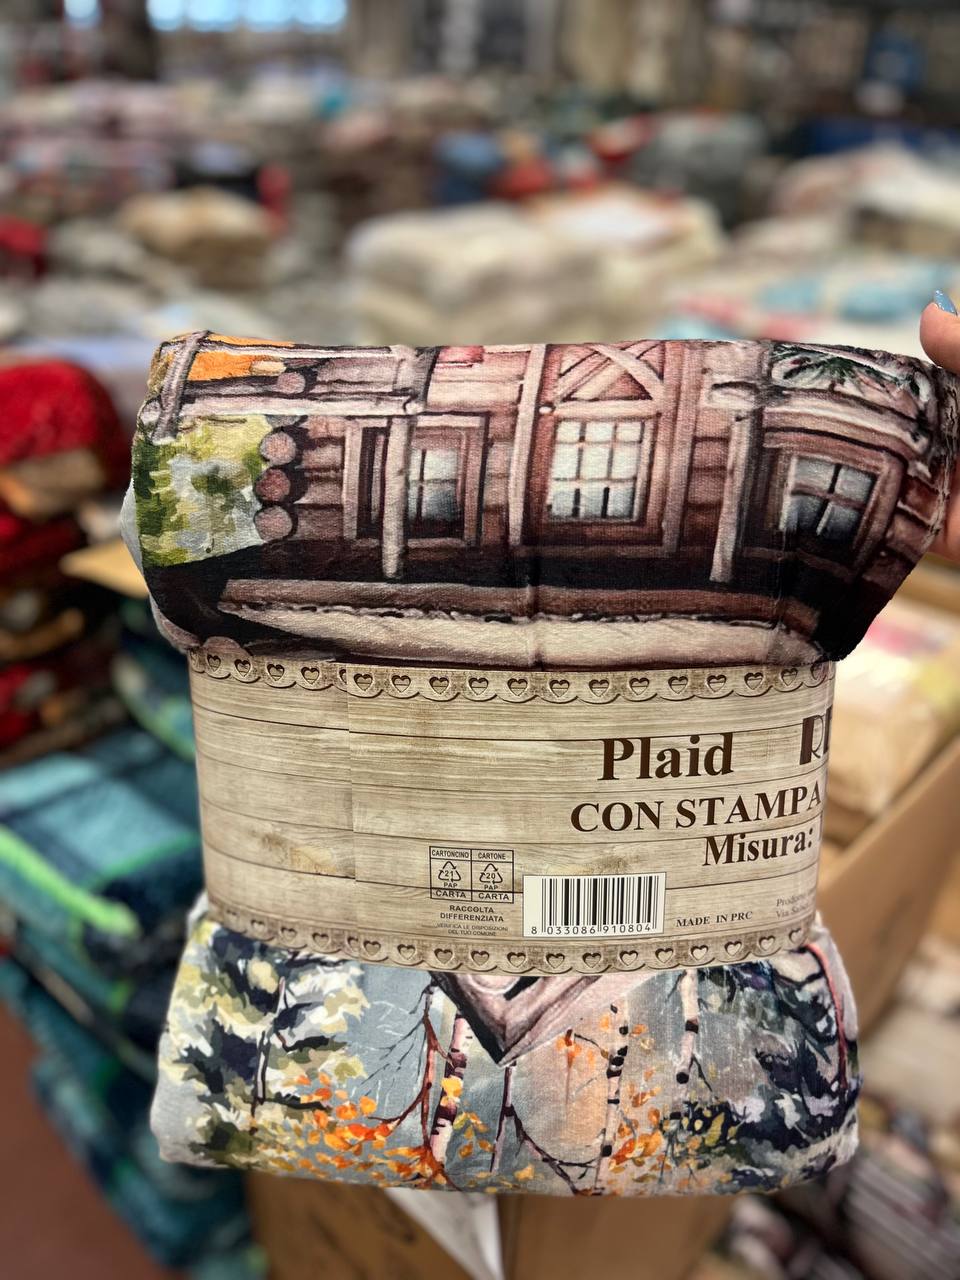 Plaid
CON STAMPA
Misura:
CARTONCINO CARTONE
21 20
PAP PAP
CARTA CARTA
RACCOLTA
DIFFERENZIATA
VERIFICA LE DISPOSIZIONI
DEL TUO COMUNE
8 033086 910804
MADE IN PRC
Via